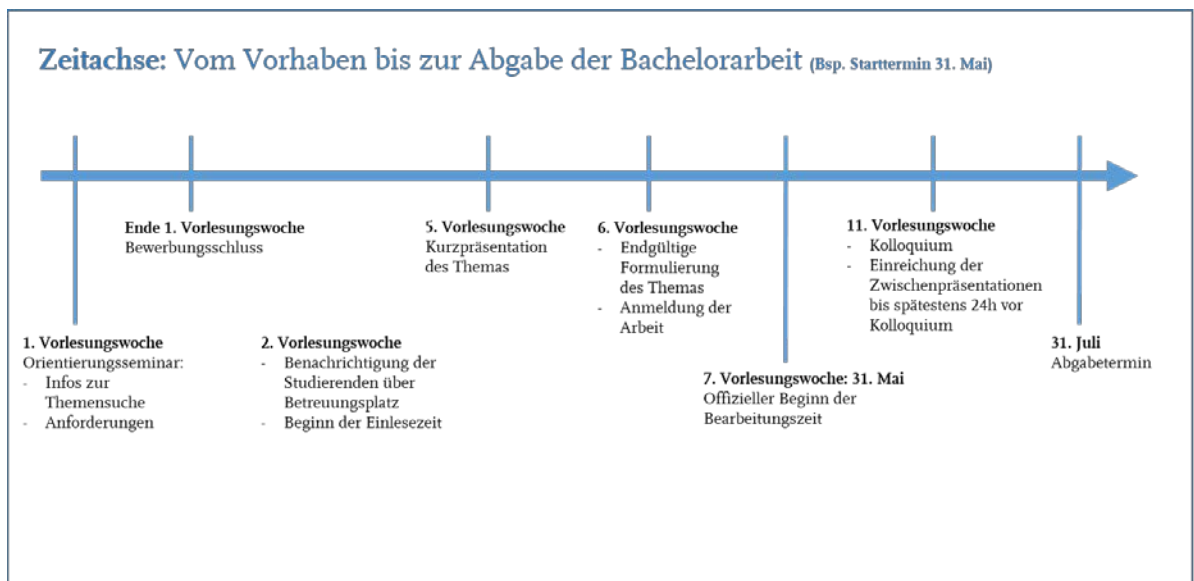 Zeitachse: Vom Vorhaben bis zur Abgabe der Bachelorarbeit (Bsp. Starttermin 31. Mai)
1. Vorlesungswoche
Orientierungsseminar:
- Infos zur
Themensuche
- Anforderungen
Ende 1. Vorlesungswoche
Bewerbungsschluss
2. Vorlesungswoche
- Benachrichtigung der
Studierenden über
Betreuungsplatz
- Beginn der Einlesezeit
5. Vorlesungswoche
Kurzpräsentation
des Themas
6. Vorlesungswoche
- Endgültige
Formulierung
des Themas
- Anmeldung der
Arbeit
7. Vorlesungswoche: 31. Mai
Offizieller Beginn der
Bearbeitungszeit
11. Vorlesungswoche
- Kolloquium
- Einreichung der
Zwischenpräsentationen
bis spätestens 24h vor
Kolloquium
31. Juli
Abgabetermin